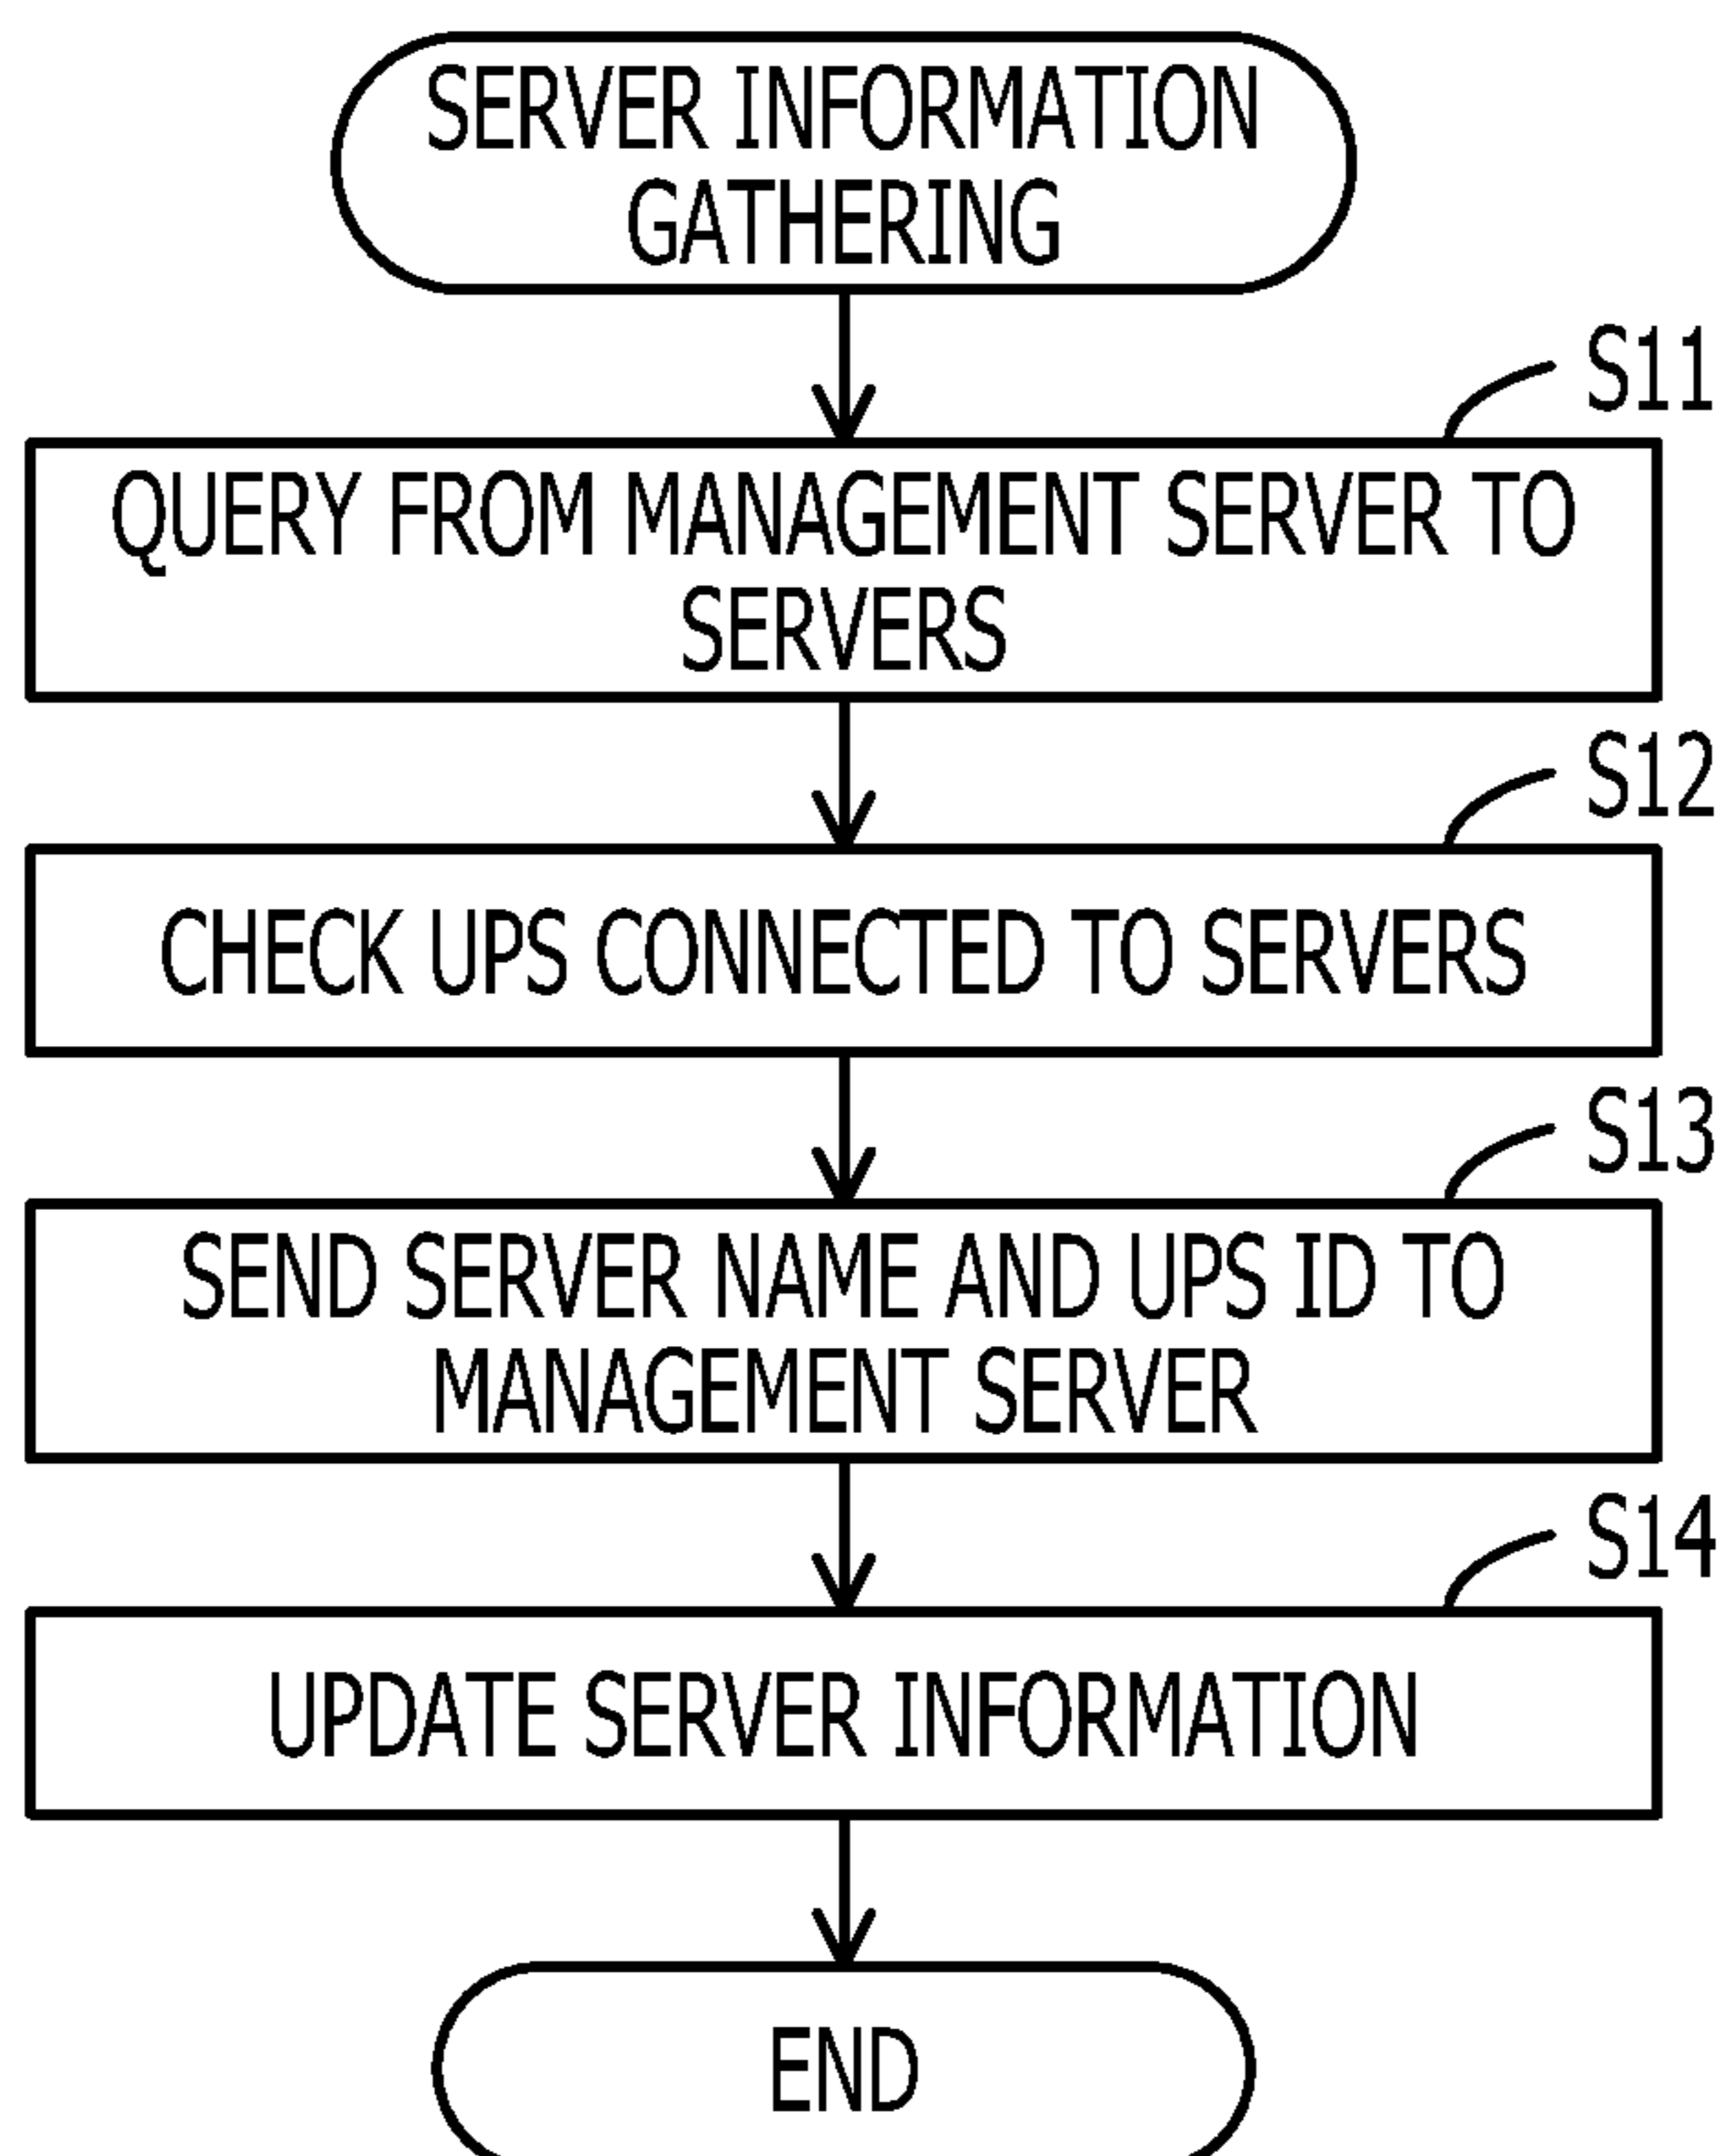 SERVER INFORMATION
GATHERING
S11
QUERY FROM MANAGEMENT SERVER TO
SERVERS
S12
CHECK UPS CONNECTED TO SERVERS
S13
SEND SERVER NAME AND UPS ID TO
MANAGEMENT SERVER
S14
UPDATE SERVER INFORMATION
END